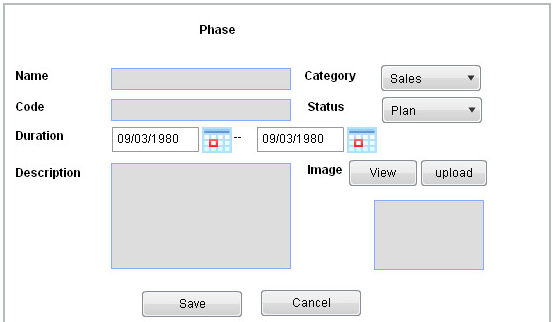 Phase
Name
Category
Sales
Code
Status
Plan
Duration
09/03/1980
--
09/03/1980
Description
Image
View
upload
Save
Cancel